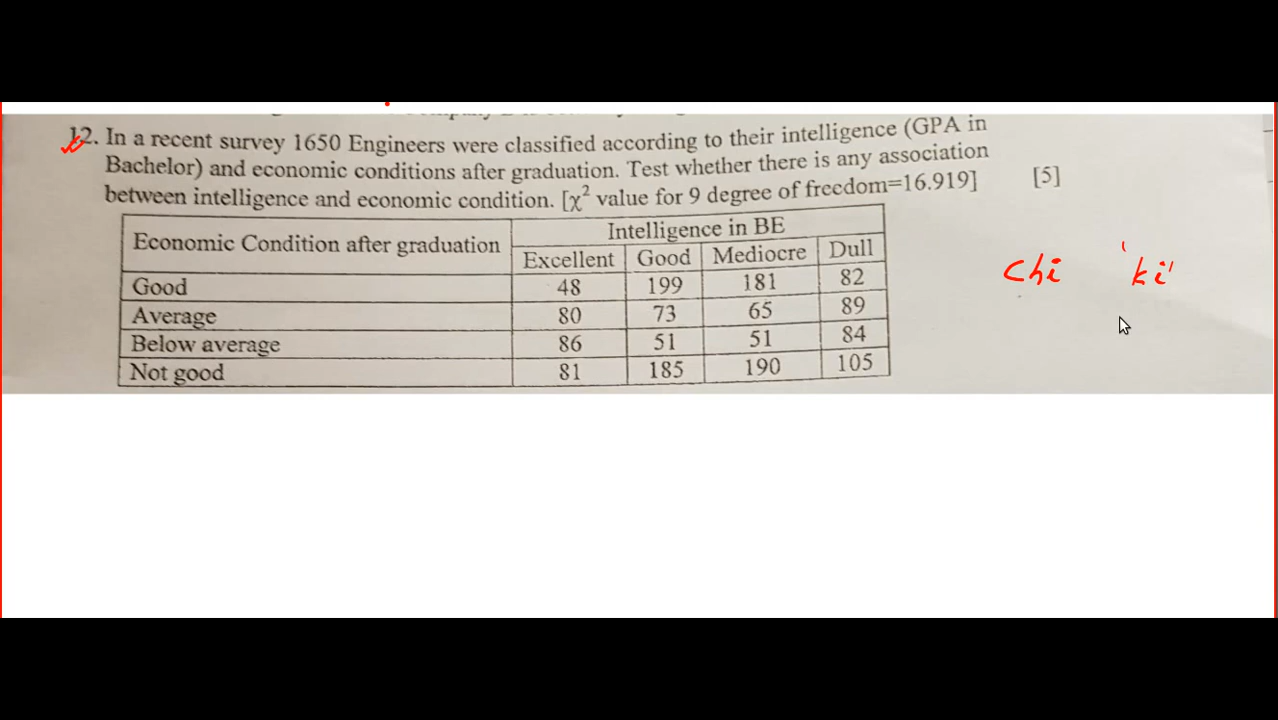 12. In a recent survey 1650 Engineers were classified according to their intelligence (GPA in
Bachelor) and economic conditions after graduation. Test whether there is any association
between intelligence and economic condition. [χ² value for 9 degree of freedom=16.919] [5]
Economic Condition after graduation Intelligence in BE
Excellent Good Mediocre Dull
Good 48 199 181 82
Average 80 73 65 89
Below average 86 51 51 84
Not good 81 185 190 105
Chi 'ki'